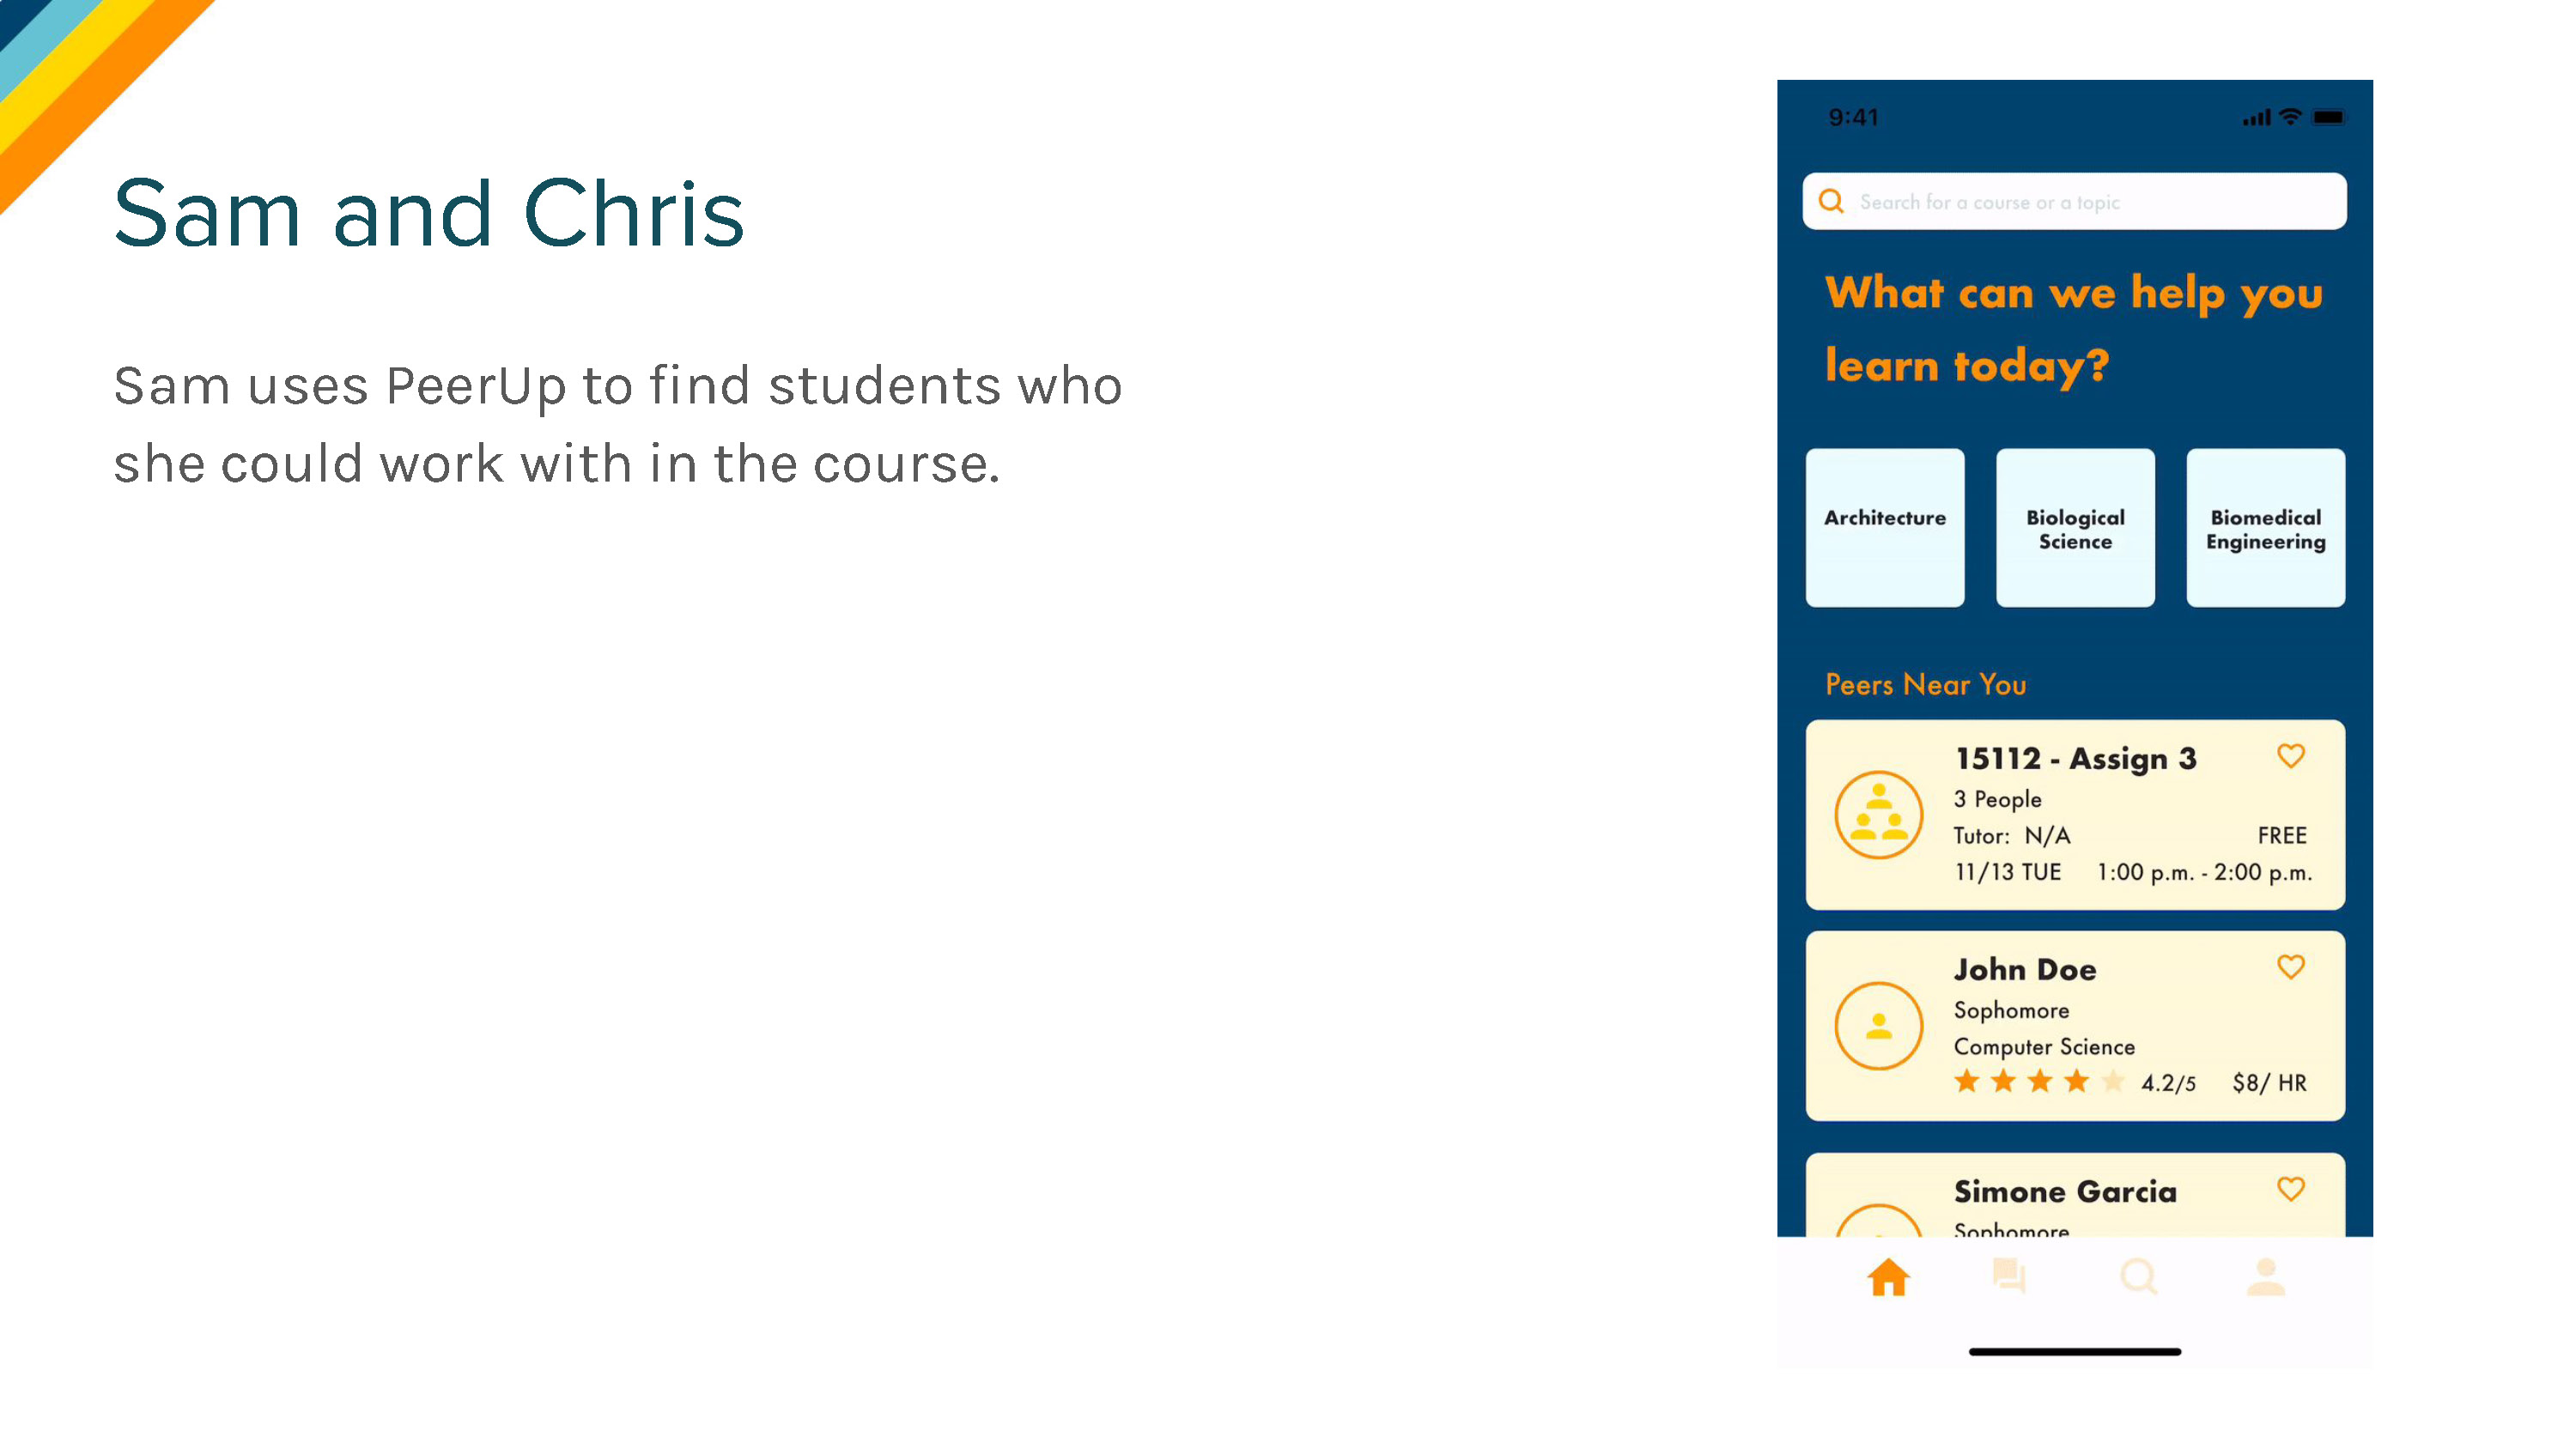 Sam and Chris
Sam uses PeerUp to find students who
she could work with in the course.
9:41
Search for a course or a topic
What can we help you
learn today?
Architecture
Biological
Science
Biomedical
Engineering
Peers Near You
15112 - Assign 3
3 People
Tutor: N/A FREE
11/13 TUE 1:00 p.m. - 2:00 p.m.
John Doe
Sophomore
Computer Science
4.2/5 $8/ HR
Simone Garcia
Sophomore